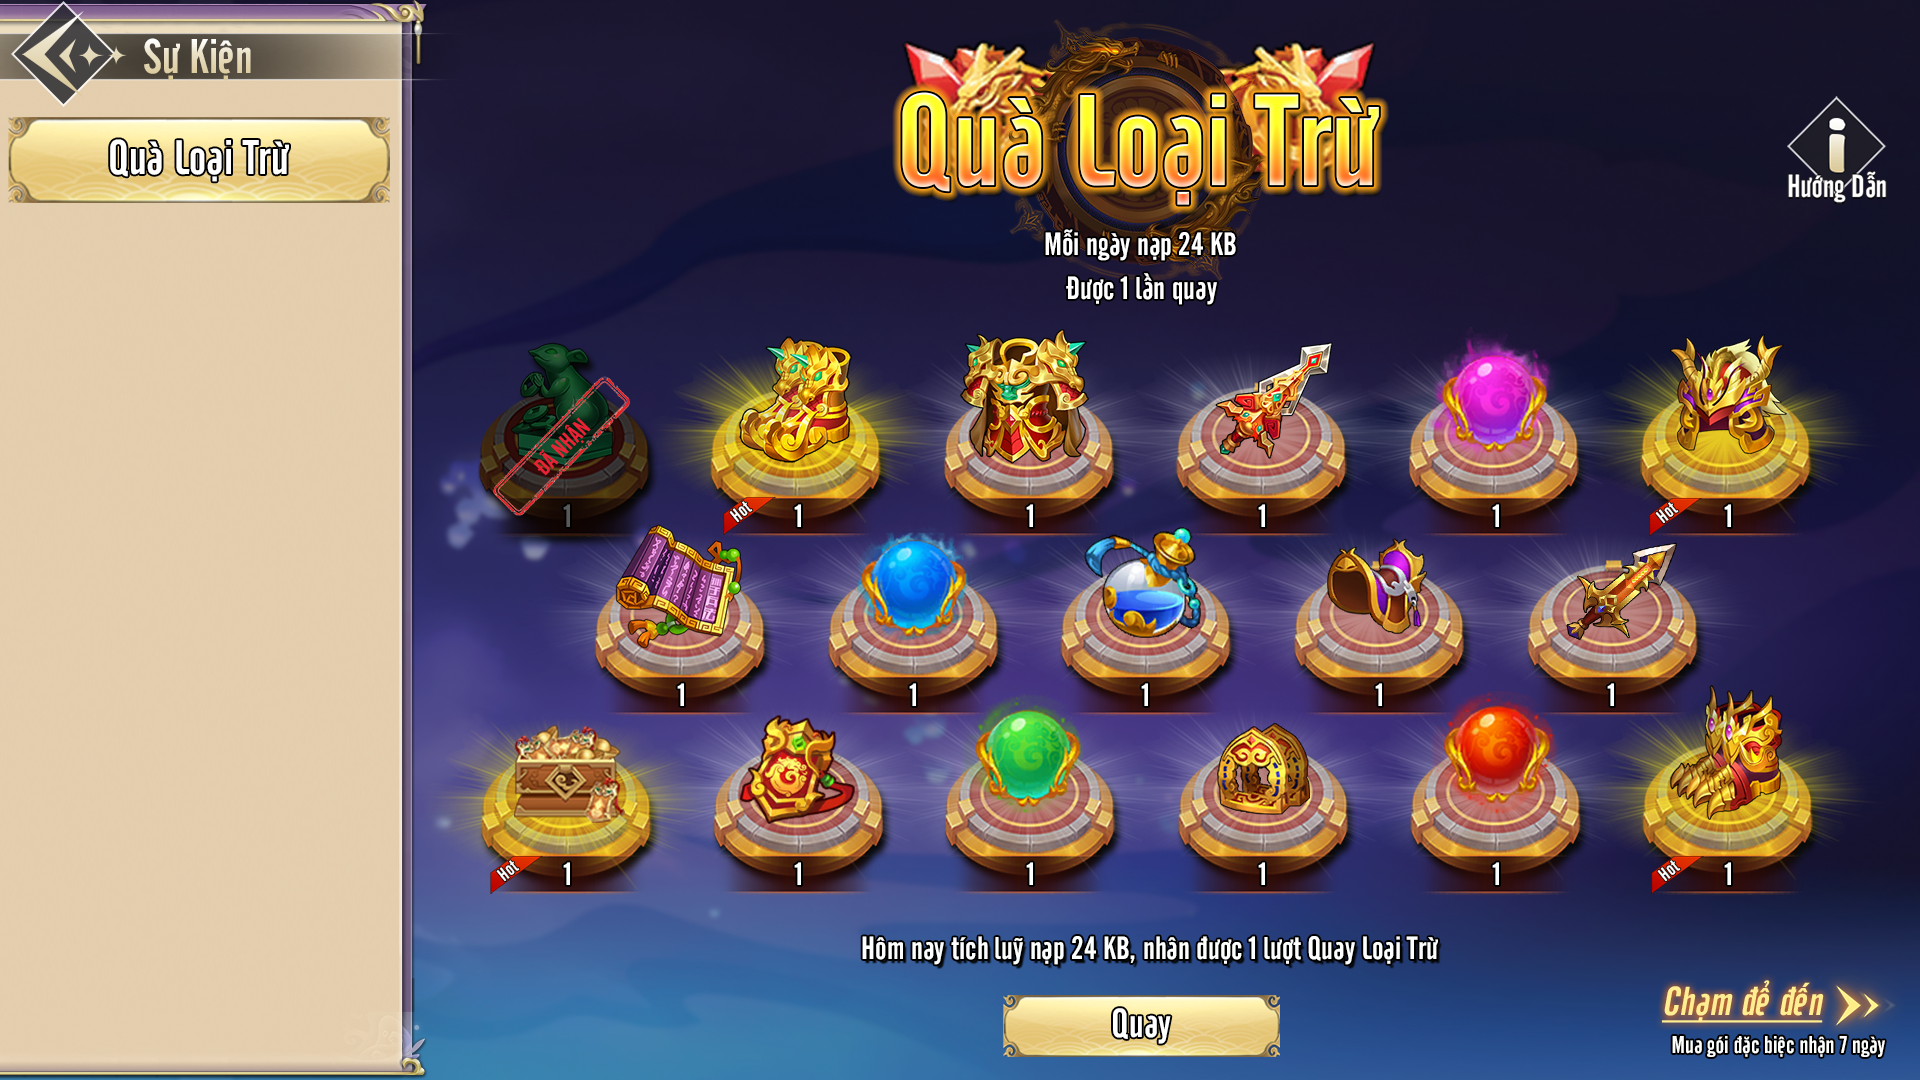 Sự Kiện
Quà Loại Trừ
Quà Loại Trừ
Hướng Dẫn
Mỗi ngày nạp 24 KB
Được 1 lần quay
ĐÃ NHẬN
1
Hot
1
1
1
1
Hot
1
1
1
1
1
1
Hot
1
1
1
1
1
Hot
1
Hôm nay tích luỹ nạp 24 KB, nhân được 1 lượt Quay Loại Trừ
Quay
Chạm để đến
Mua gói đặc biệc nhận 7 ngày